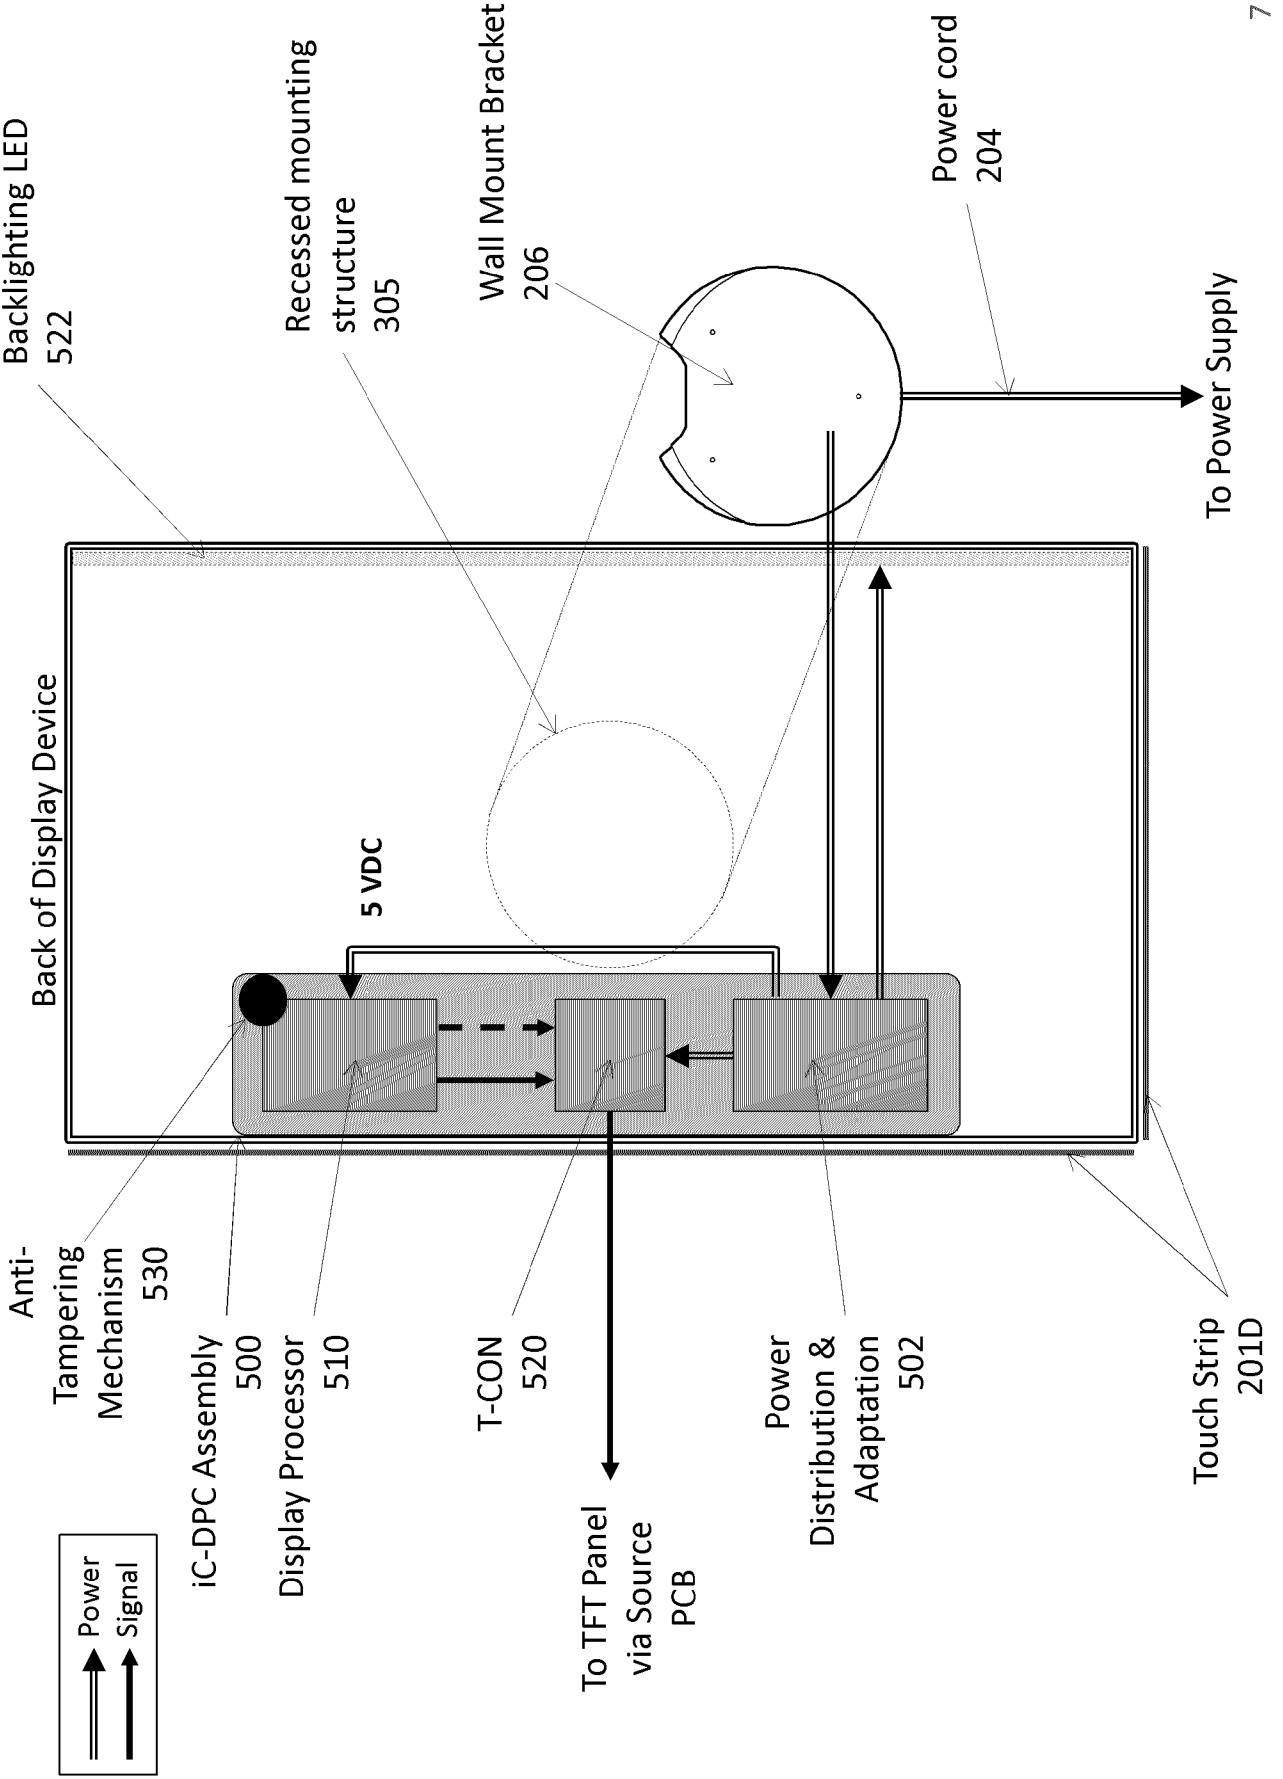 Power
Signal
Back of Display Device
Anti-
Tampering
Mechanism
530
iC-DPC Assembly
500
Display Processor
510
T-CON
520
To TFT Panel
via Source
PCB
Power
Distribution &
Adaptation
502
Touch Strip
201D
5 VDC
Backlighting LED
522
Recessed mounting
structure
305
Wall Mount Bracket
206
Power cord
204
To Power Supply
7